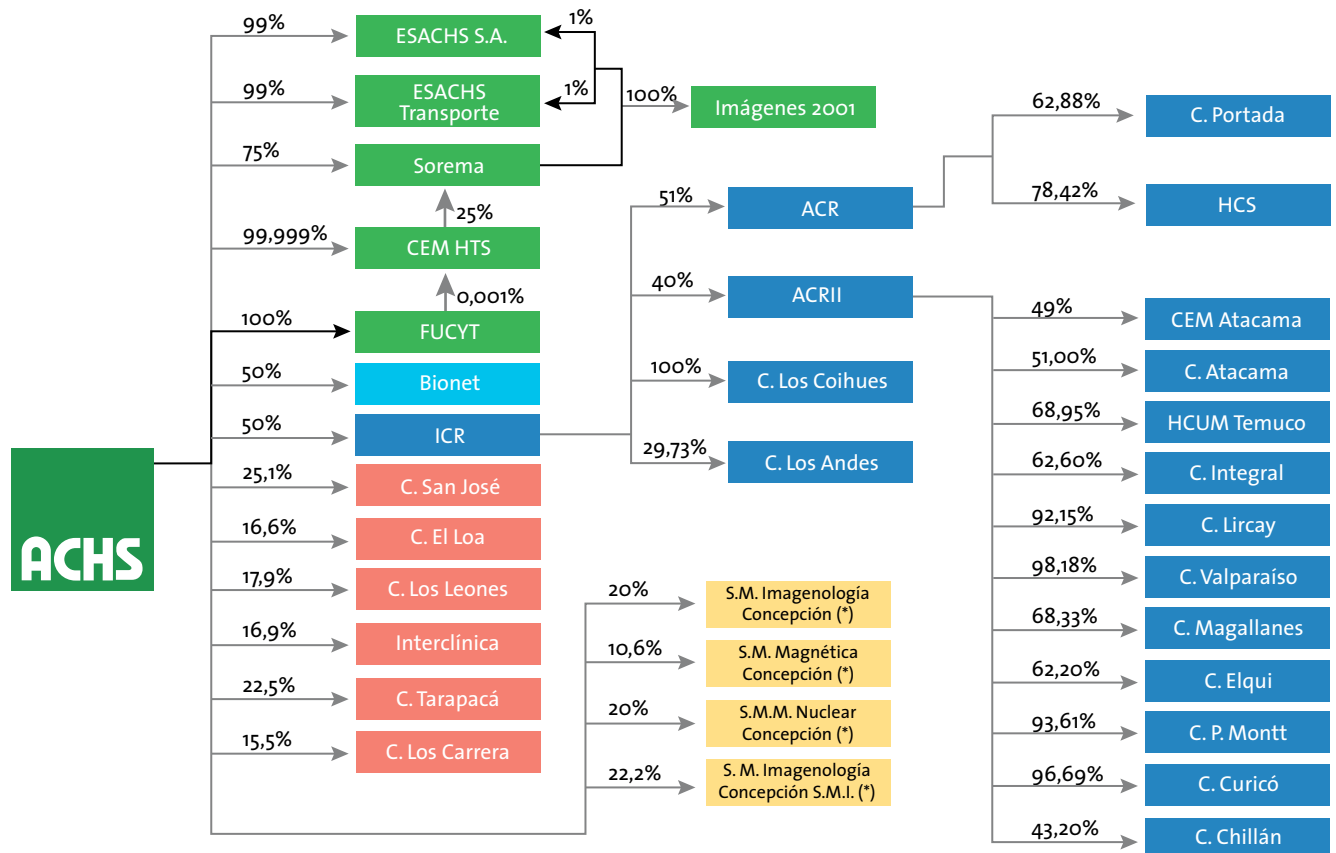 ACHS
99%
ESACHS S.A.
1%
99%
ESACHS
Transporte
1%
100%
Imágenes 2001
75%
Sorema
25%
99,999%
CEM HTS
0,001%
100%
FUCYT
50%
Bionet
50%
ICR
25,1%
C. San José
16,6%
C. El Loa
17,9%
C. Los Leones
16,9%
Interclínica
22,5%
C. Tarapacá
15,5%
C. Los Carrera
51%
ACR
40%
ACRII
100%
C. Los Coihues
29,73%
C. Los Andes
20%
S.M. Imagenología
Concepción (*)
10,6%
S.M. Magnética
Concepción (*)
20%
S.M.M. Nuclear
Concepción (*)
22,2%
S. M. Imagenología
Concepción S.M.I. (*)
62,88%
C. Portada
78,42%
HCS
49%
CEM Atacama
51,00%
C. Atacama
68,95%
HCUM Temuco
62,60%
C. Integral
92,15%
C. Lircay
98,18%
C. Valparaíso
68,33%
C. Magallanes
62,20%
C. Elqui
93,61%
C. P. Montt
96,69%
C. Curicó
43,20%
C. Chillán